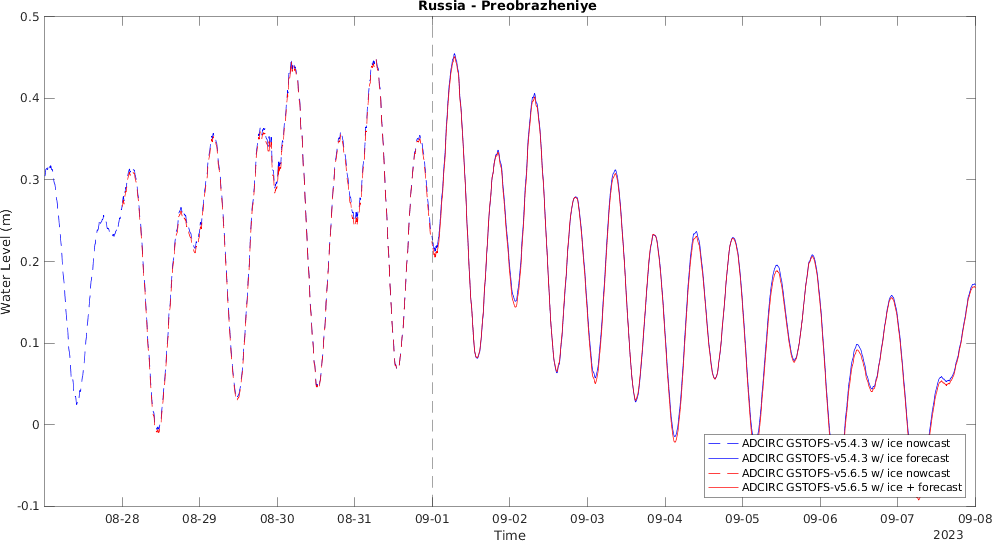 Russia - Preobrazheniye
Water Level (m)
0.5
0.4
0.3
0.2
0.1
0
-0.1
ADCIRC GSTOFS-v5.4.3 w/ ice nowcast
ADCIRC GSTOFS-v5.4.3 w/ ice forecast
ADCIRC GSTOFS-v5.6.5 w/ ice nowcast
ADCIRC GSTOFS-v5.6.5 w/ ice + forecast
08-28 08-29 08-30 08-31 09-01 09-02 09-03 09-04 09-05 09-06 09-07 09-08
Time
2023